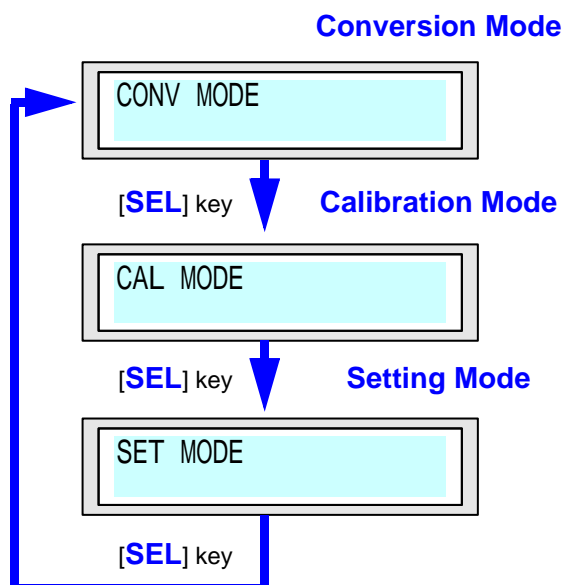 Conversion Mode
CONV MODE
[SEL] key
Calibration Mode
CAL MODE
[SEL] key
Setting Mode
SET MODE
[SEL] key